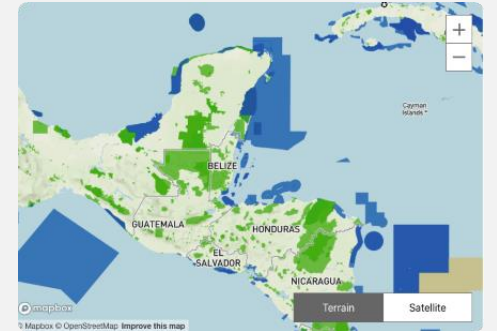 +
−
Cayman
Islands
BELIZE
GUATEMALA
HONDURAS
EL
SALVADOR
NICARAGUA
mapbox
Terrain
Satellite
Mapbox © OpenStreetMap Improve this map